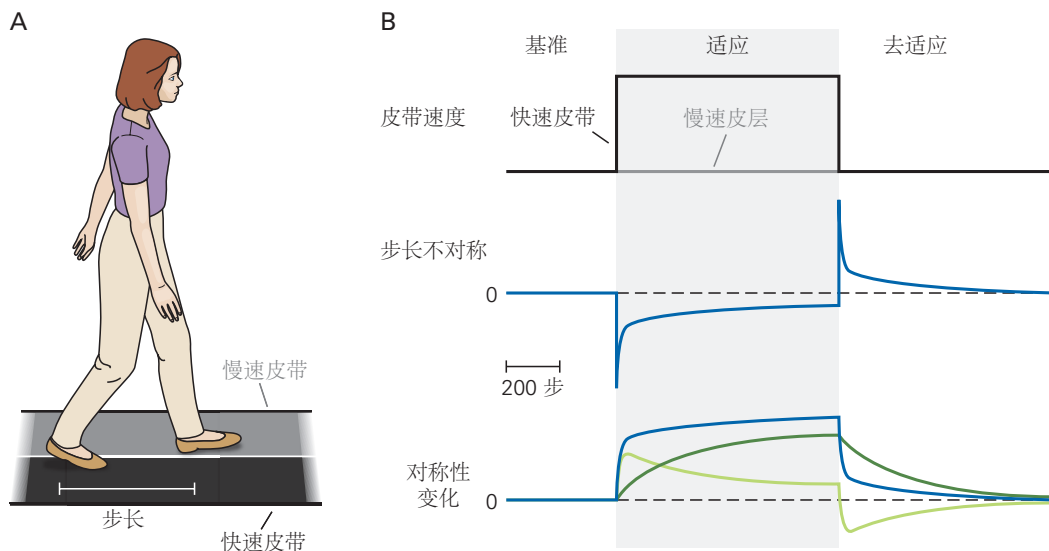 A
慢速皮带
步长
快速皮带
B
基准 适应 去适应
皮带速度
快速皮带
慢速皮层
步长不对称
0
200 步
对称性
变化
0